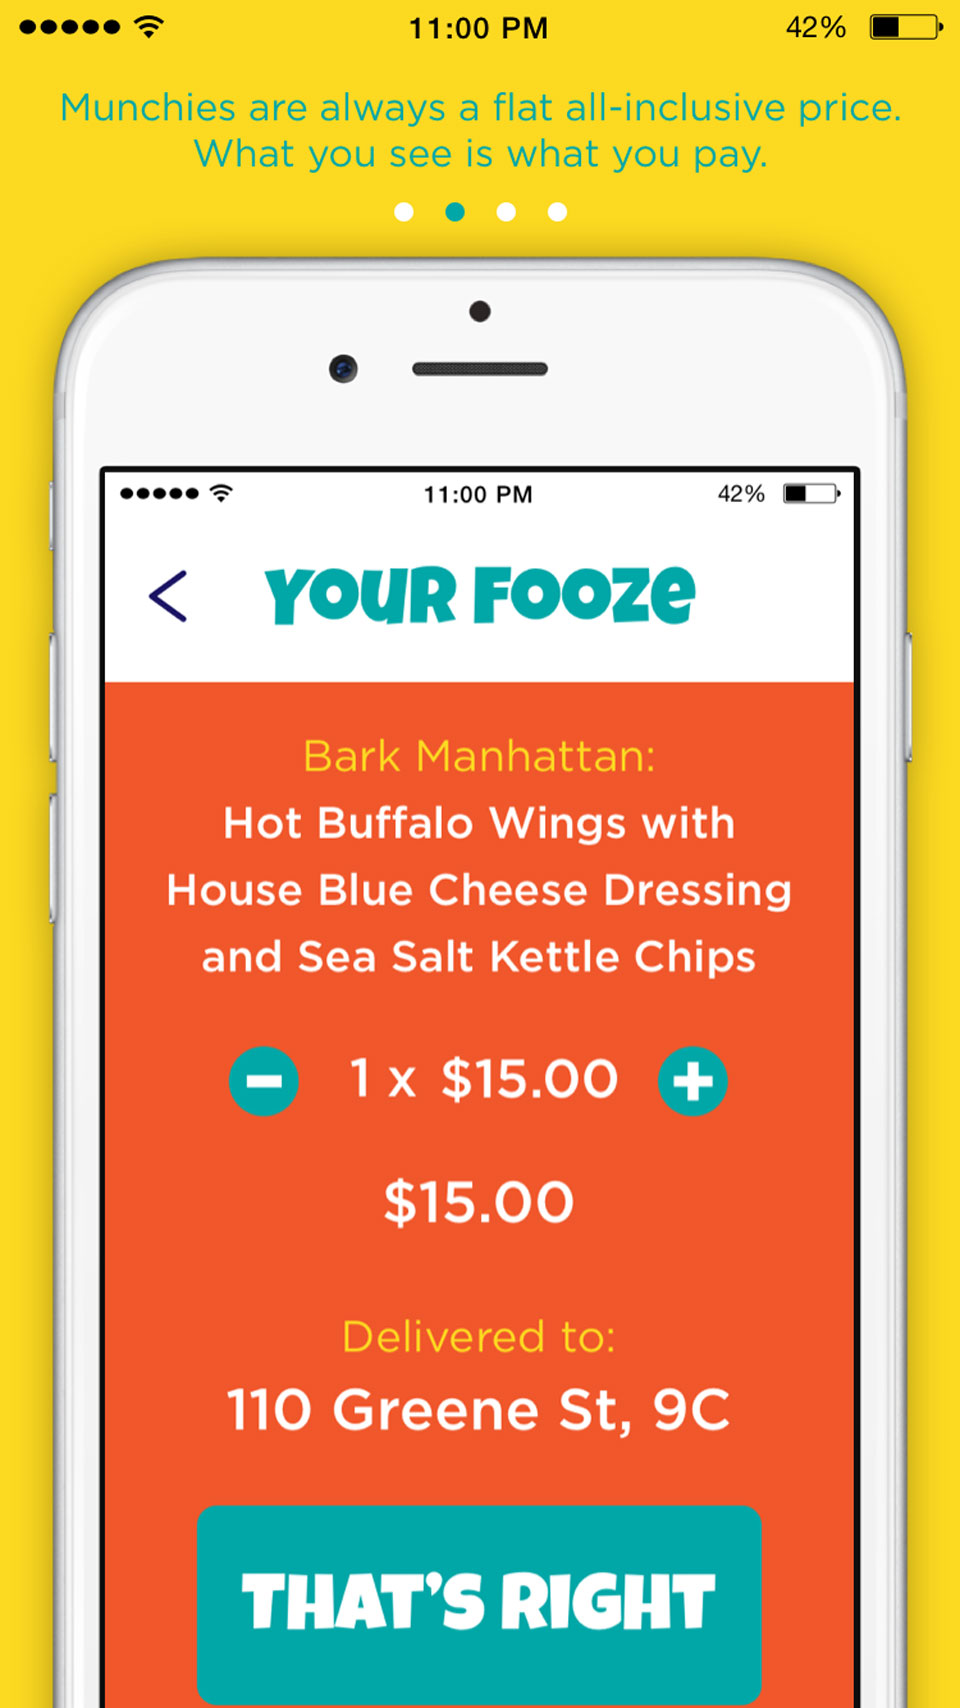 11:00 PM 42%
Munchies are always a flat all-inclusive price.
What you see is what you pay.
11:00 PM 42%
YOUR FOOZE
Bark Manhattan:
Hot Buffalo Wings with
House Blue Cheese Dressing
and Sea Salt Kettle Chips
1 x $15.00
$15.00
Delivered to:
110 Greene St, 9C
THAT'S RIGHT